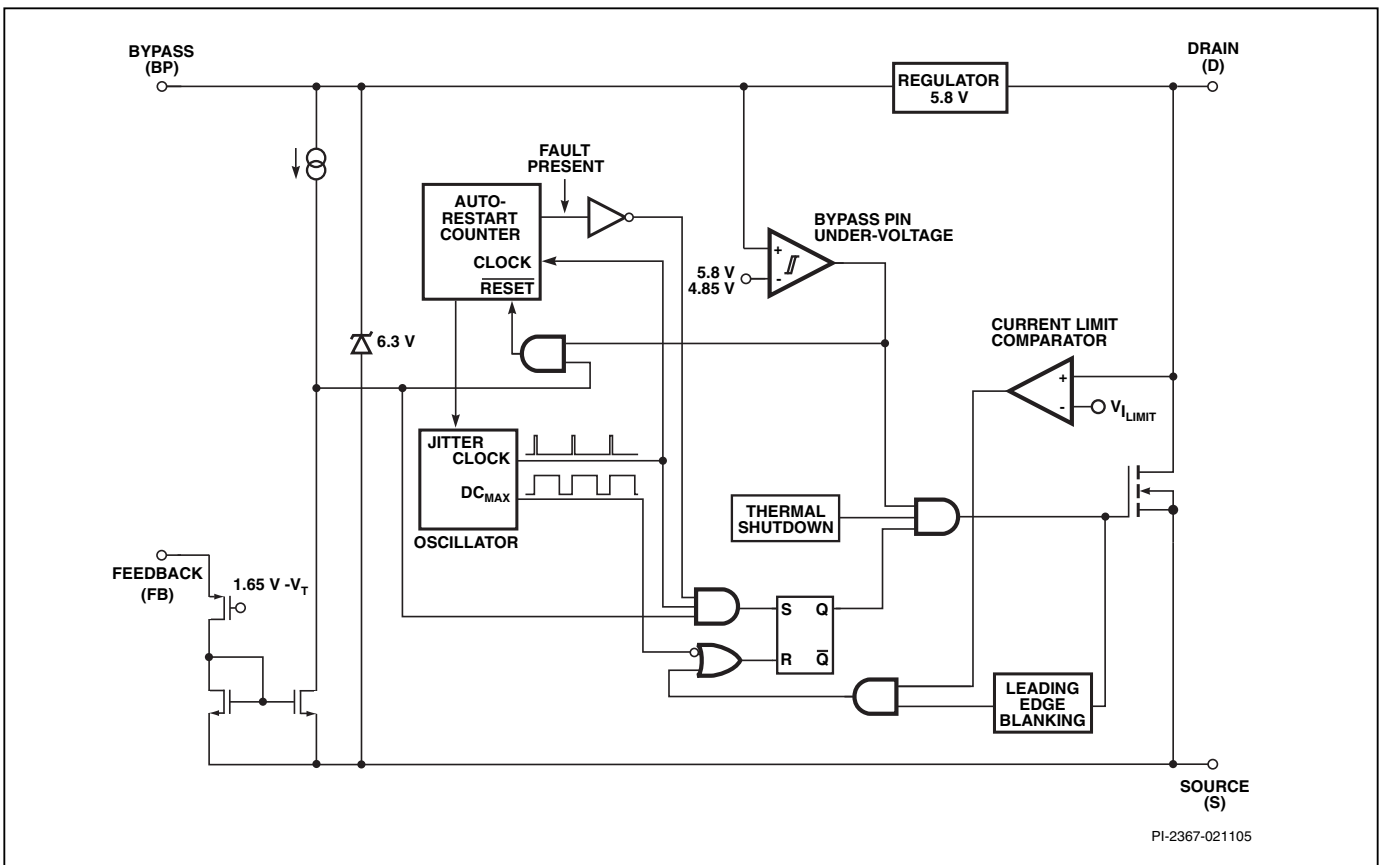 BYPASS
(BP)
DRAIN
(D)
REGULATOR
5.8 V
FAULT
PRESENT
AUTO-
RESTART
COUNTER
CLOCK
RESET
BYPASS PIN
UNDER-VOLTAGE
+
-
5.8 V
4.85 V
6.3 V
CURRENT LIMIT
COMPARATOR
+
-
VILIMIT
JITTER
CLOCK
DCMAX
OSCILLATOR
THERMAL
SHUTDOWN
FEEDBACK
(FB)
1.65 V -VT
S Q
R Q̅
LEADING
EDGE
BLANKING
SOURCE
(S)
PI-2367-021105